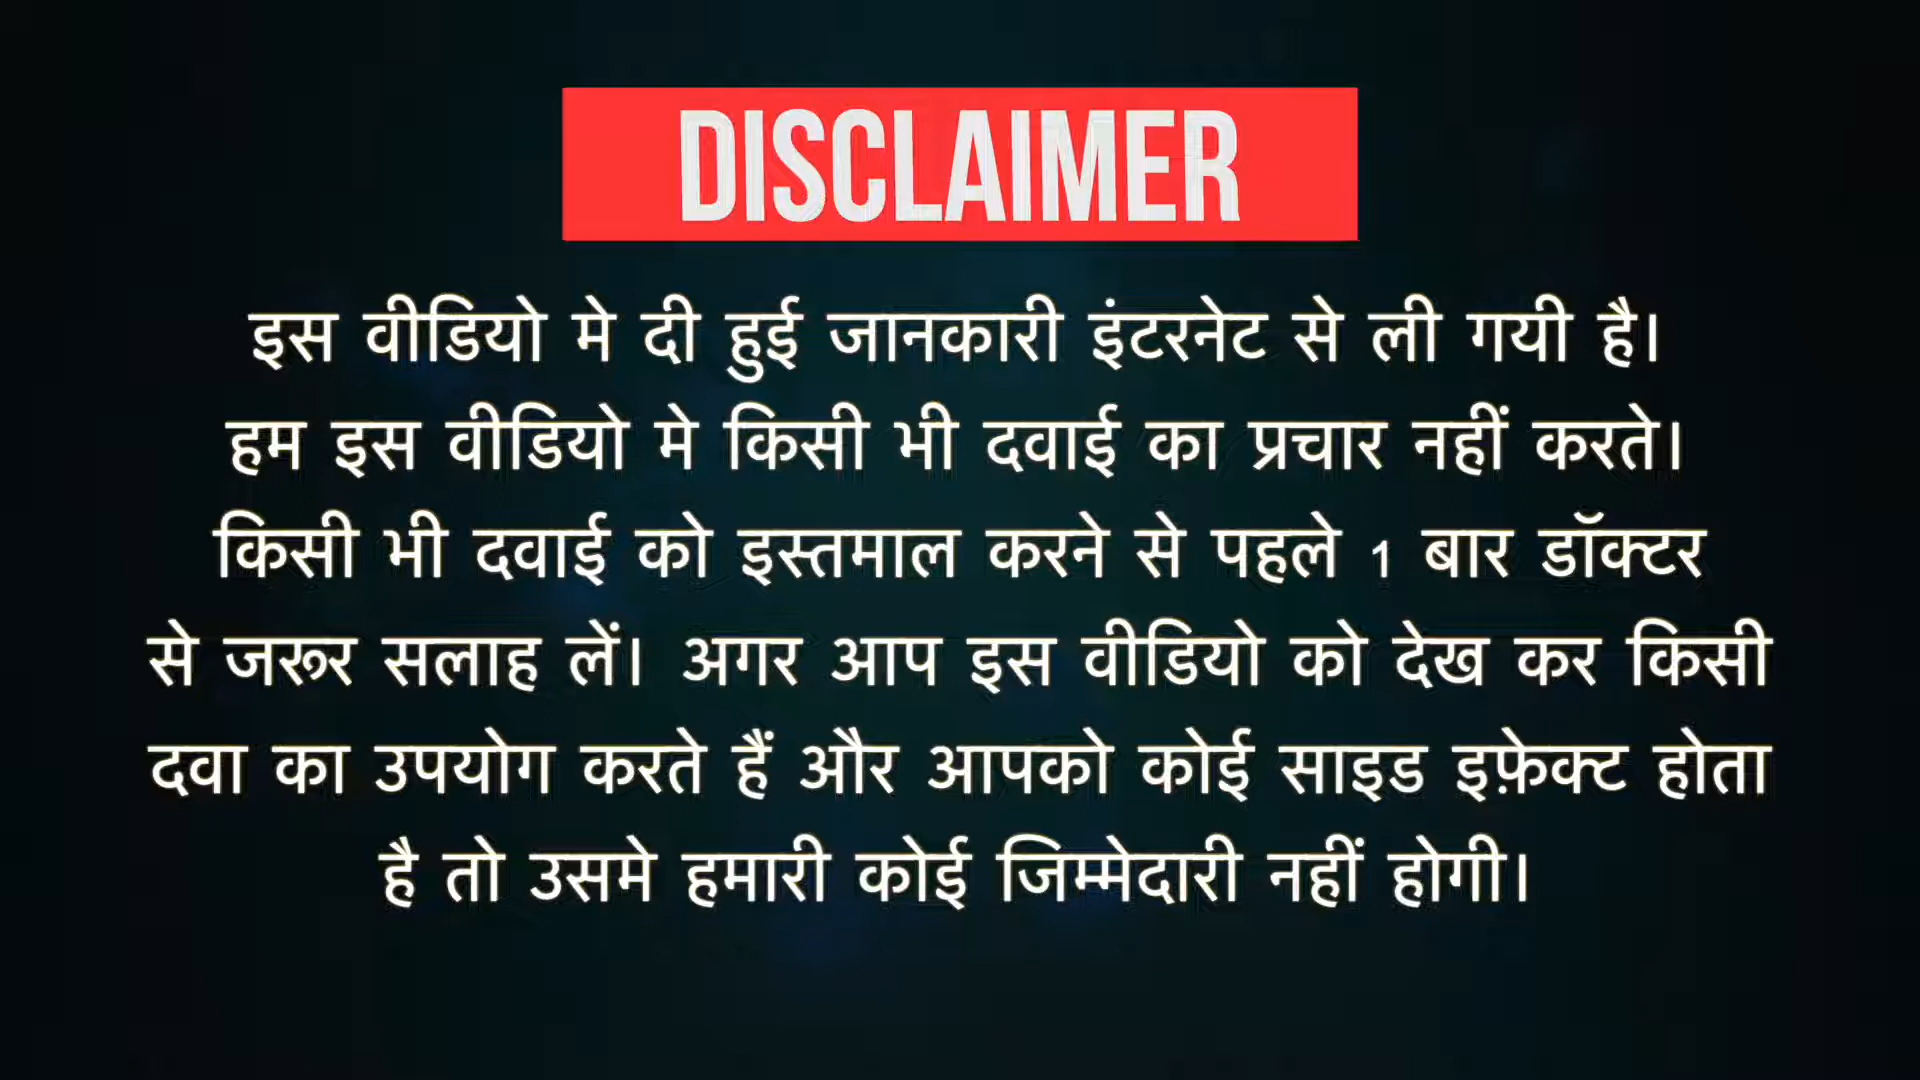 DISCLAIMER
इस वीडियो मे दी हुई जानकारी इंटरनेट से ली गयी है।
हम इस वीडियो मे किसी भी दवाई का प्रचार नहीं करते।
किसी भी दवाई को इस्तमाल करने से पहले 1 बार डॉक्टर
से जरूर सलाह लें। अगर आप इस वीडियो को देख कर किसी
दवा का उपयोग करते हैं और आपको कोई साइड इफ़ेक्ट होता
है तो उसमे हमारी कोई जिम्मेदारी नहीं होगी।